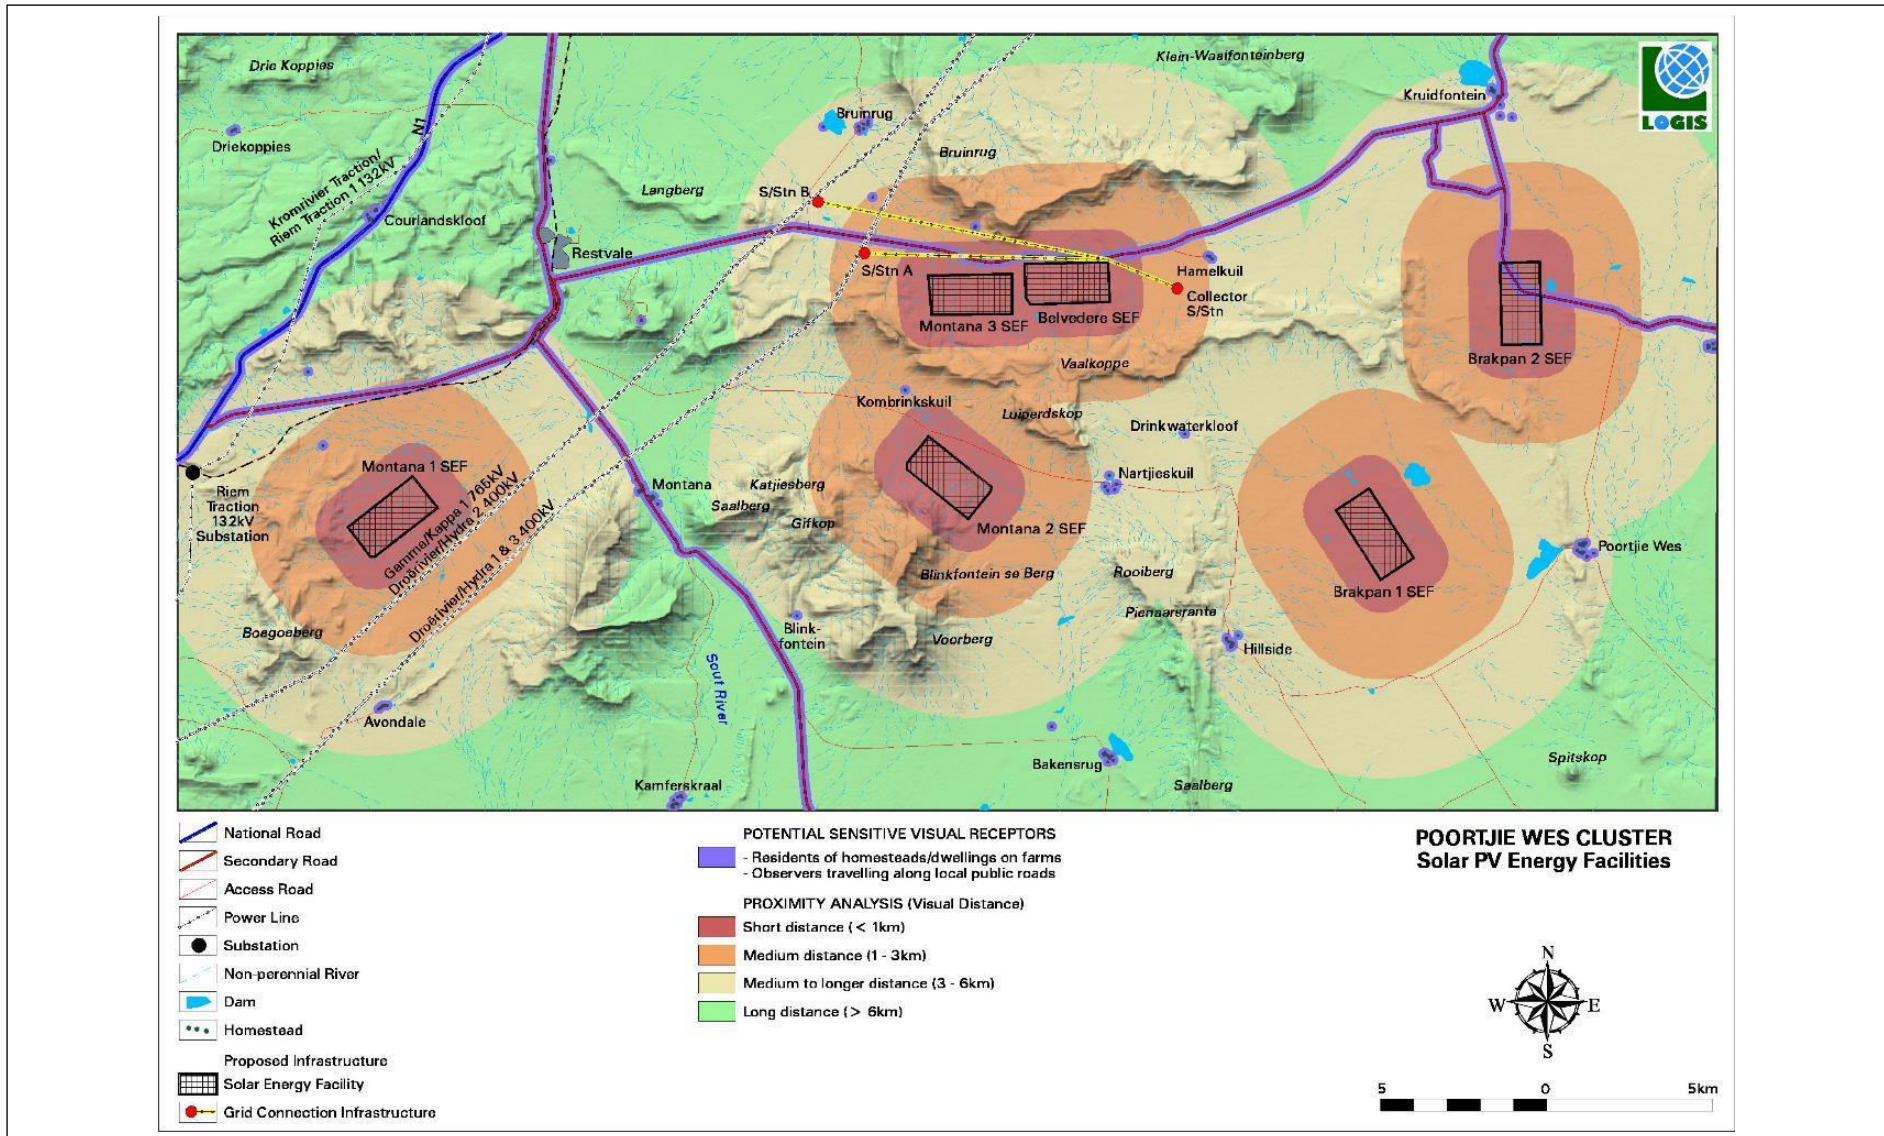 Drie Koppies
Klein-Waaifonteinberg
LOGIS
Kruidfontein
N1
Bruinrug
Driekoppies
Bruinrug
Kromrivier Traction/
Riem Traction 1 132kV
Langberg
S/Stn B
Courlandskloof
Restvale
S/Stn A
Hamelkuil
Collector
S/Stn
Montana 3 SEF
Belvedere SEF
Brakpan 2 SEF
Vaalkoppe
Kombrinkskuil
Luiperdskop
Drinkwaterkloof
Montana 1 SEF
Nartjieskuil
Riem
Traction
132kV
Substation
Montana
Katjiesberg
Saalberg
Gifkop
Montana 2 SEF
Gamma/Kappa 1 765kV
Droërivier/Hydra 2 400kV
Droërivier/Hydra 1 & 3 400kV
Poortjie Wes
Blinkfontein se Berg
Rooiberg
Brakpan 1 SEF
Pienaarsrante
Boegoeberg
Blink-
fontein
Voorberg
Hillside
Sout River
Avondale
Bakensrug
Spitskop
Kamferskraal
Saalberg
National Road
Secondary Road
Access Road
Power Line
Substation
Non-perennial River
Dam
Homestead
Proposed Infrastructure
Solar Energy Facility
Grid Connection Infrastructure
POTENTIAL SENSITIVE VISUAL RECEPTORS
- Residents of homesteads/dwellings on farms
- Observers travelling along local public roads
PROXIMITY ANALYSIS (Visual Distance)
Short distance (< 1km)
Medium distance (1 - 3km)
Medium to longer distance (3 - 6km)
Long distance (> 6km)
POORTJIE WES CLUSTER
Solar PV Energy Facilities
N
W E
S
5 0 5km